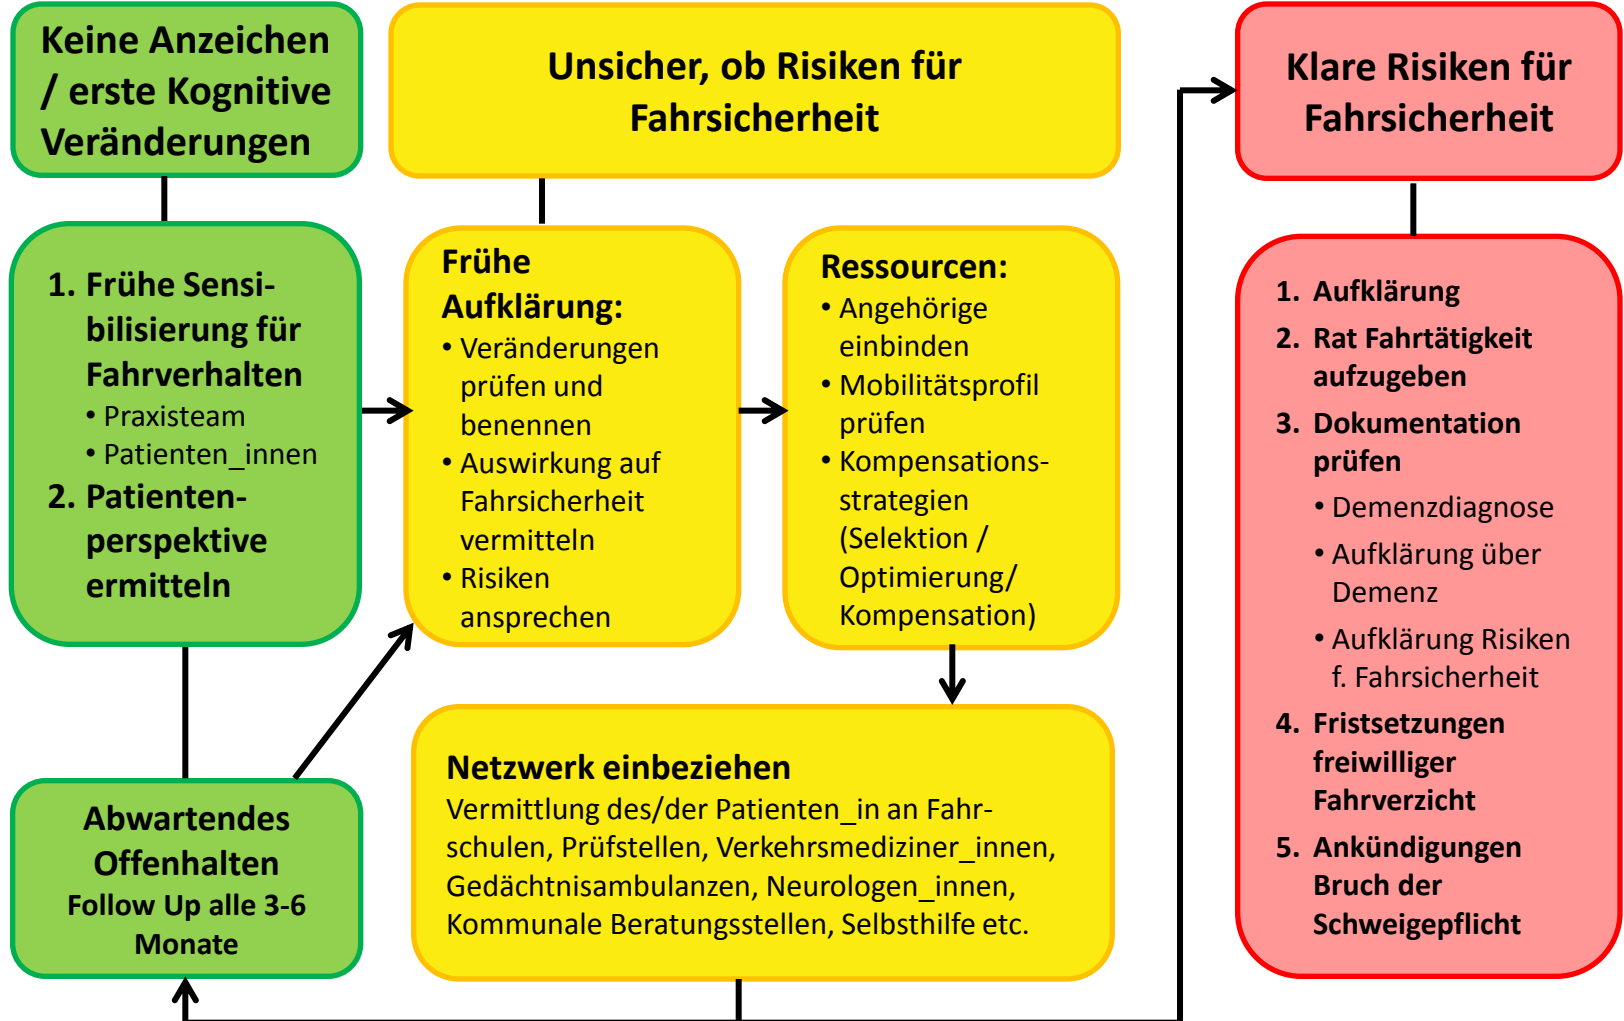 Keine Anzeichen
/ erste Kognitive
Veränderungen
Unsicher, ob Risiken für
Fahrsicherheit
Klare Risiken für
Fahrsicherheit
1. Frühe Sensi-
bilisierung für
Fahrverhalten
• Praxisteam
• Patienten_innen
2. Patienten-
perspektive
ermitteln
Frühe
Aufklärung:
• Veränderungen
prüfen und
benennen
• Auswirkung auf
Fahrsicherheit
vermitteln
• Risiken
ansprechen
Ressourcen:
• Angehörige
einbinden
• Mobilitätsprofil
prüfen
• Kompensations-
strategien
(Selektion /
Optimierung/
Kompensation)
1. Aufklärung
2. Rat Fahrtätigkeit
aufzugeben
3. Dokumentation
prüfen
• Demenzdiagnose
• Aufklärung über
Demenz
• Aufklärung Risiken
f. Fahrsicherheit
4. Fristsetzungen
freiwilliger
Fahrverzicht
5. Ankündigungen
Bruch der
Schweigepflicht
Abwartendes
Offenhalten
Follow Up alle 3-6
Monate
Netzwerk einbeziehen
Vermittlung des/der Patienten_in an Fahr-
schulen, Prüfstellen, Verkehrsmediziner_innen,
Gedächtnisambulanzen, Neurologen_innen,
Kommunale Beratungsstellen, Selbsthilfe etc.